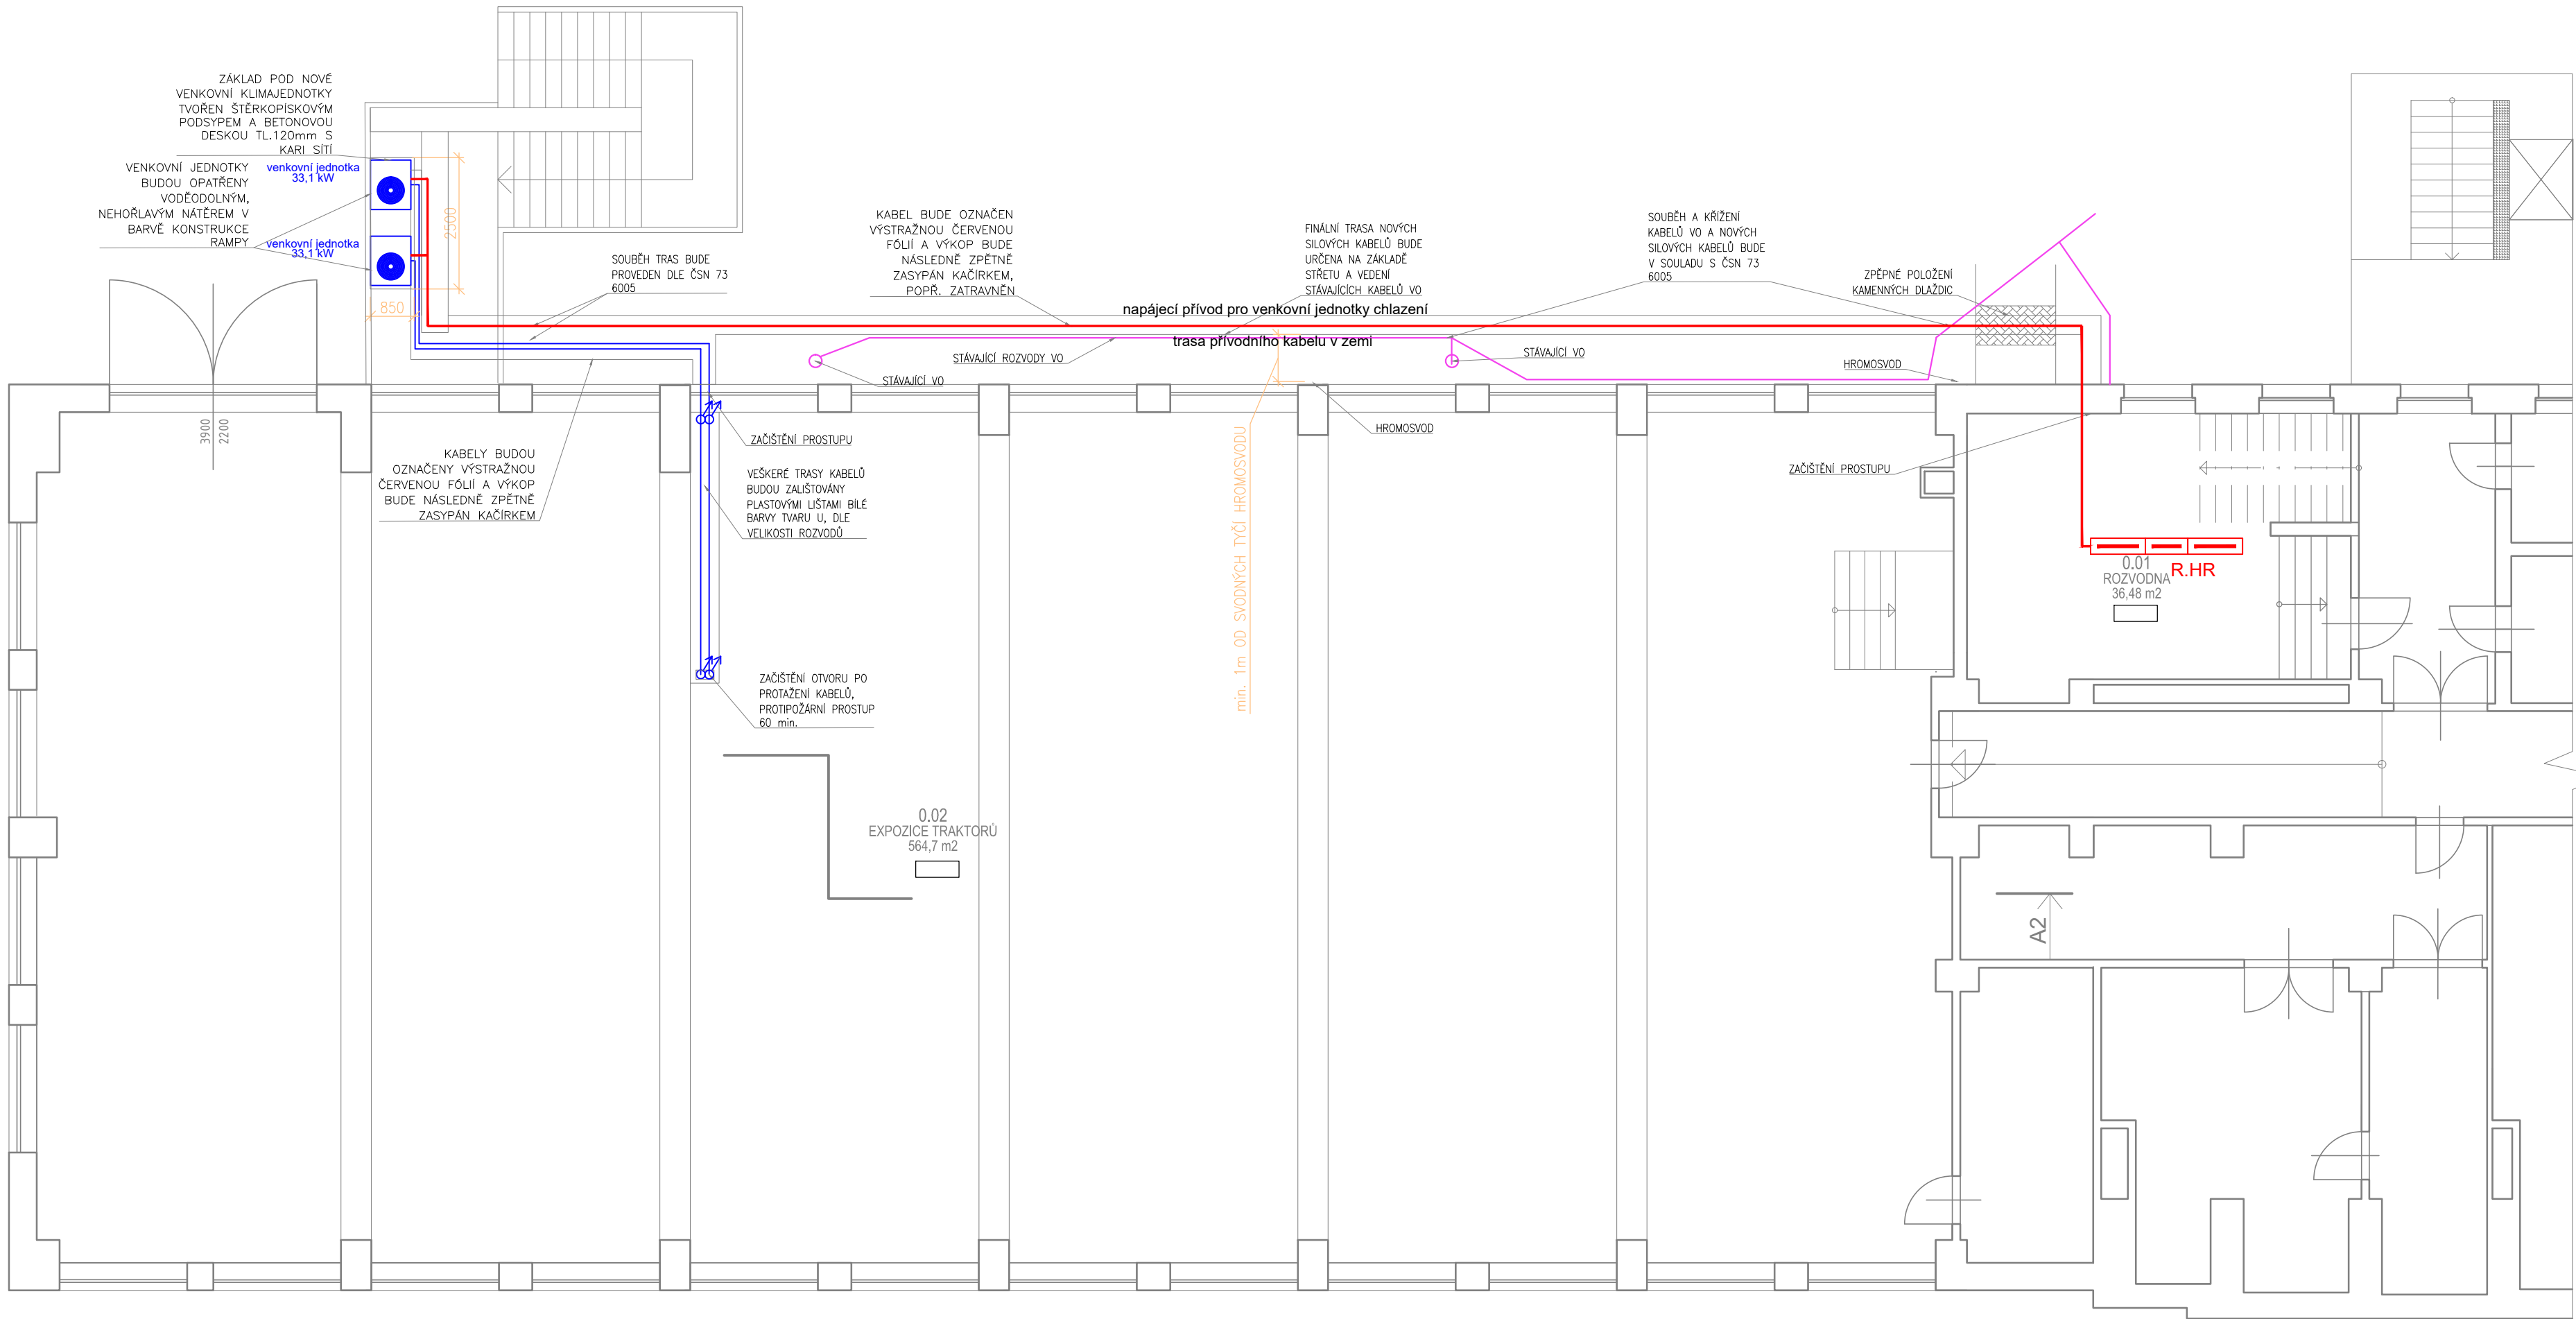 ZÁKLAD POD NOVÉ
VENKOVNÍ KLIMAJEDNOTKY
TVOŘEN ŠTĚRKOPÍSKOVÝM
PODSYPEM A BETONOVOU
DESKOU TL.120mm S
KARI SÍTÍ
VENKOVNÍ JEDNOTKY
BUDOU OPATŘENY
VODĚODOLNÝM,
NEHOŘLAVÝM NÁTĚREM V
BARVĚ KONSTRUKCE
RAMPY
venkovní jednotka
33,1 kW
venkovní jednotka
33,1 kW
2500
850
SOUBĚH TRAS BUDE
PROVEDEN DLE ČSN 73
6005
KABEL BUDE OZNAČEN
VÝSTRAŽNOU ČERVENOU
FÓLIÍ A VÝKOP BUDE
NÁSLEDNĚ ZPĚTNĚ
ZASYPÁN KAČÍRKEM,
POPŘ. ZATRAVNĚN
FINÁLNÍ TRASA NOVÝCH
SILOVÝCH KABELŮ BUDE
URČENA NA ZÁKLADĚ
STŘETU A VEDENÍ
STÁVAJÍCÍCH KABELŮ VO
SOUBĚH A KŘÍŽENÍ
KABELŮ VO A NOVÝCH
SILOVÝCH KABELŮ BUDE
V SOULADU S ČSN 73
6005
ZPĚPNÉ POLOŽENÍ
KAMENNÝCH DLAŽDIC
napájecí přívod pro venkovní jednotky chlazení
trasa přívodního kabelu v zemi
STÁVAJÍCÍ ROZVODY VO
STÁVAJÍCÍ VO
STÁVAJÍCÍ VO
HROMOSVOD
HROMOSVOD
3900
2200
ZAČIŠTĚNÍ PROSTUPU
KABELY BUDOU
OZNAČENY VÝSTRAŽNOU
ČERVENOU FÓLIÍ A VÝKOP
BUDE NÁSLEDNĚ ZPĚTNĚ
ZASYPÁN KAČÍRKEM
VEŠKERÉ TRASY KABELŮ
BUDOU ZALIŠTOVÁNY
PLASTOVÝMI LIŠTAMI BÍLÉ
BARVY TVARU U, DLE
VELIKOSTI ROZVODŮ
min. 1m OD SVODNÝCH TYČÍ HROMOSVODU
ZAČIŠTĚNÍ PROSTUPU
0.01
ROZVODNA
36,48 m2
R.HR
ZAČIŠTĚNÍ OTVORU PO
PROTAŽENÍ KABELŮ,
PROTIPOŽÁRNÍ PROSTUP
60 min.
0.02
EXPOZICE TRAKTORŮ
564,7 m2
A2